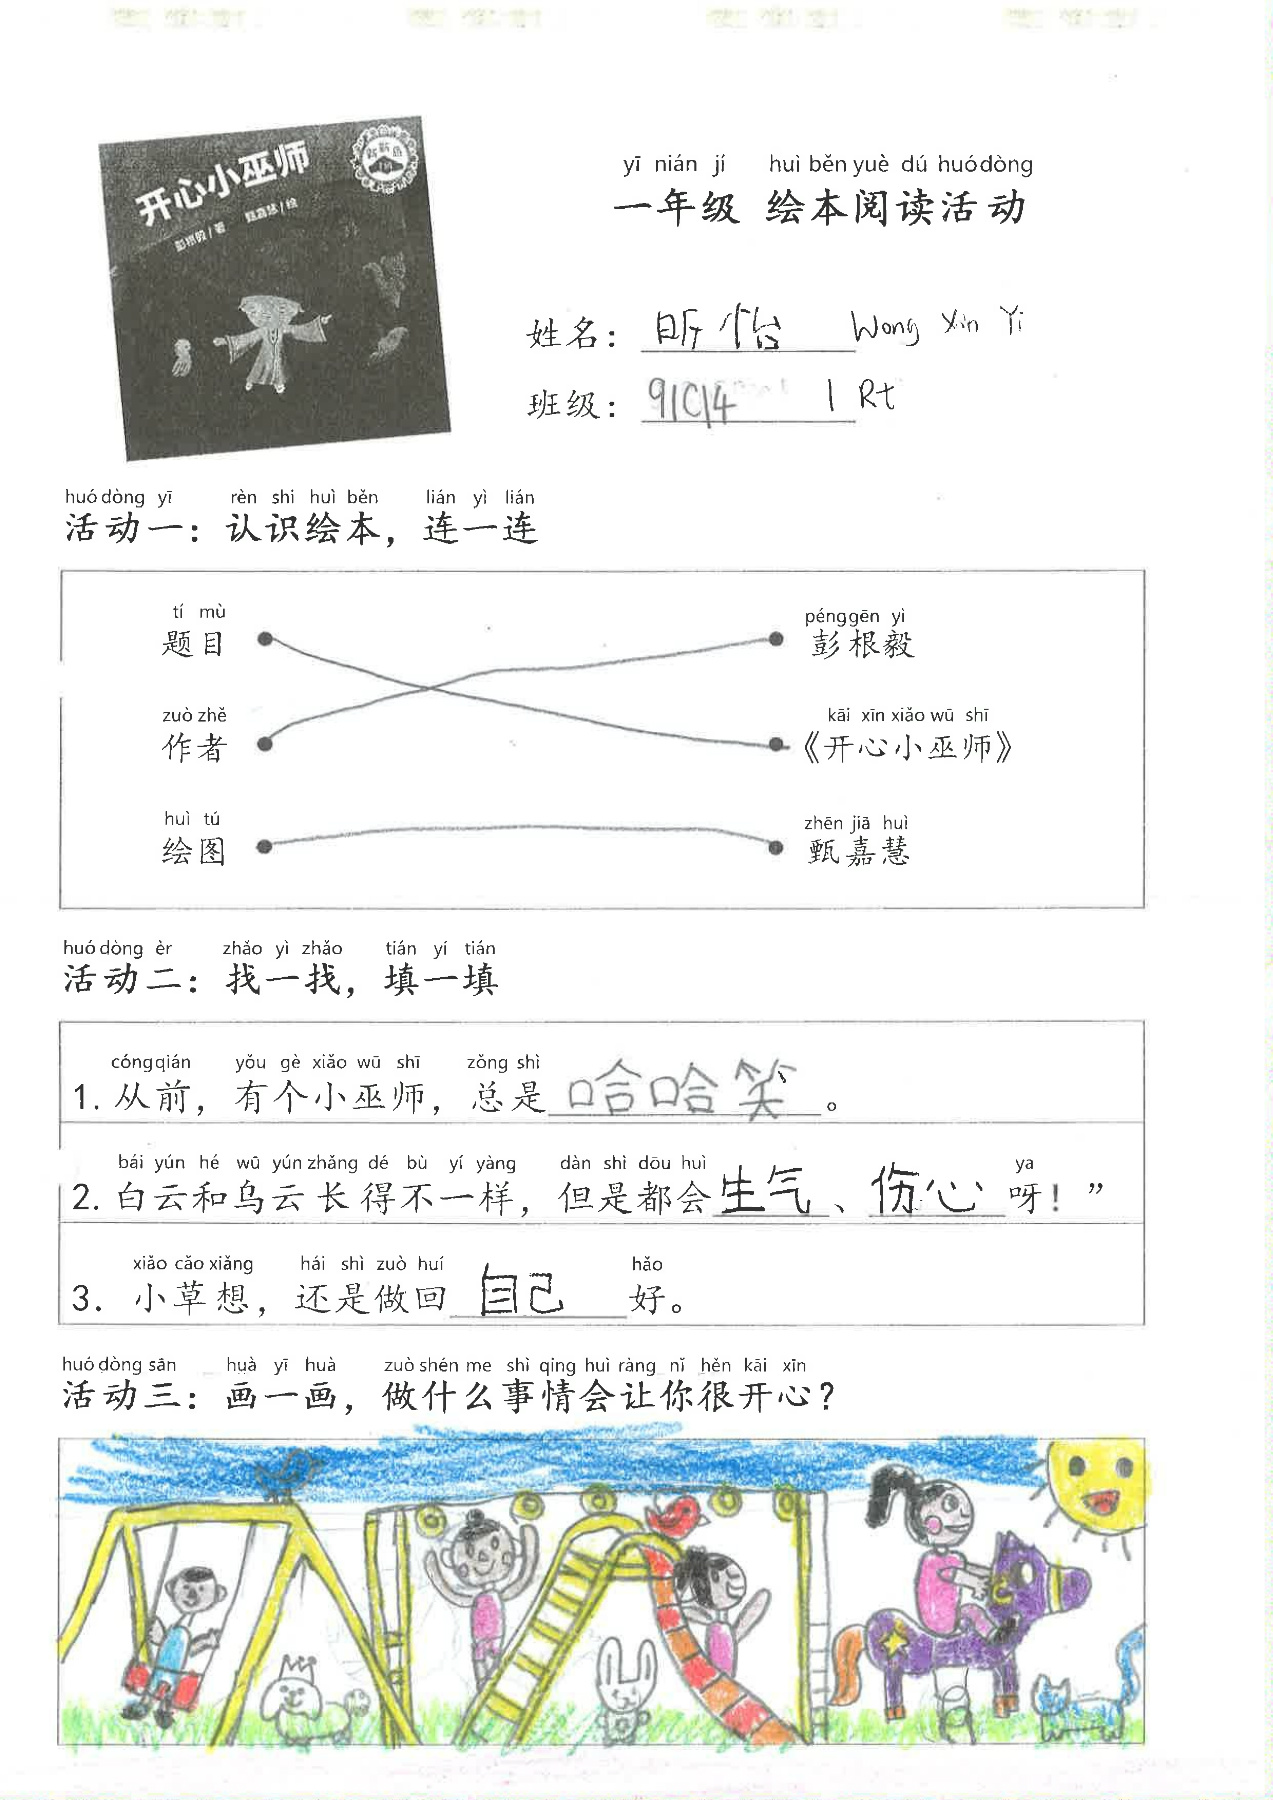 开心小巫师
彭根毅/著 甄嘉慧/绘
yī nián jí huì běn yuè dú huó dòng
一年级 绘本阅读活动
姓名： 昕怡 Wong Xin Yi
班级： 1 Rt
huó dòng yī rèn shi huì běn lián yì lián
活动一：认识绘本，连一连
tí mù pénggēn yì
题目 彭根毅
zuò zhě kāi xīn xiǎo wū shī
作者 《开心小巫师》
huì tú zhēn jiā huì
绘图 甄嘉慧
huó dòng èr zhǎo yì zhǎo tián yí tián
活动二：找一找，填一填
cóngqián yǒu gè xiǎo wū shī zǒng shì
1. 从前，有个小巫师，总是哈哈笑。
bái yún hé wū yún zhǎng dé bù yí yàng dàn shì dōu huì ya
2. 白云和乌云长得不一样，但是都会生气、伤心呀！”
xiǎo cǎo xiǎng hái shì zuò huí hǎo
3. 小草想，还是做回自己好。
huó dòng sān huà yī huà zuò shén me shì qing huì ràng nǐ hěn kāi xīn
活动三：画一画，做什么事情会让你很开心？